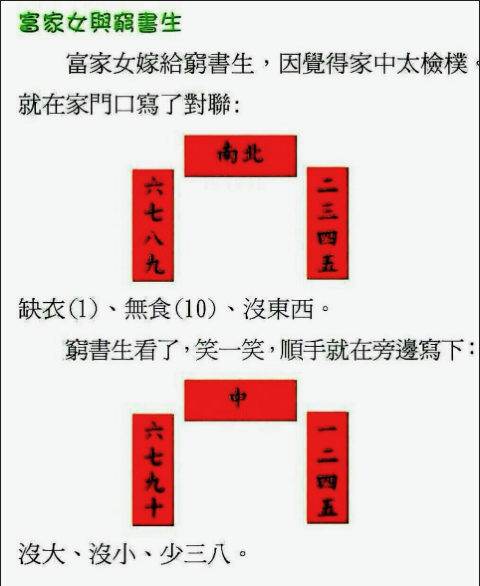 富家女與窮書生
富家女嫁給窮書生，因覺得家中太檢樸。
就在家門口寫了對聯：
南北
二三四五
六七八九
缺衣(1)、無食(10)、沒東西。
窮書生看了，笑一笑，順手就在旁邊寫下：
中
一二四五
六七九十
沒大、沒小、少三八。